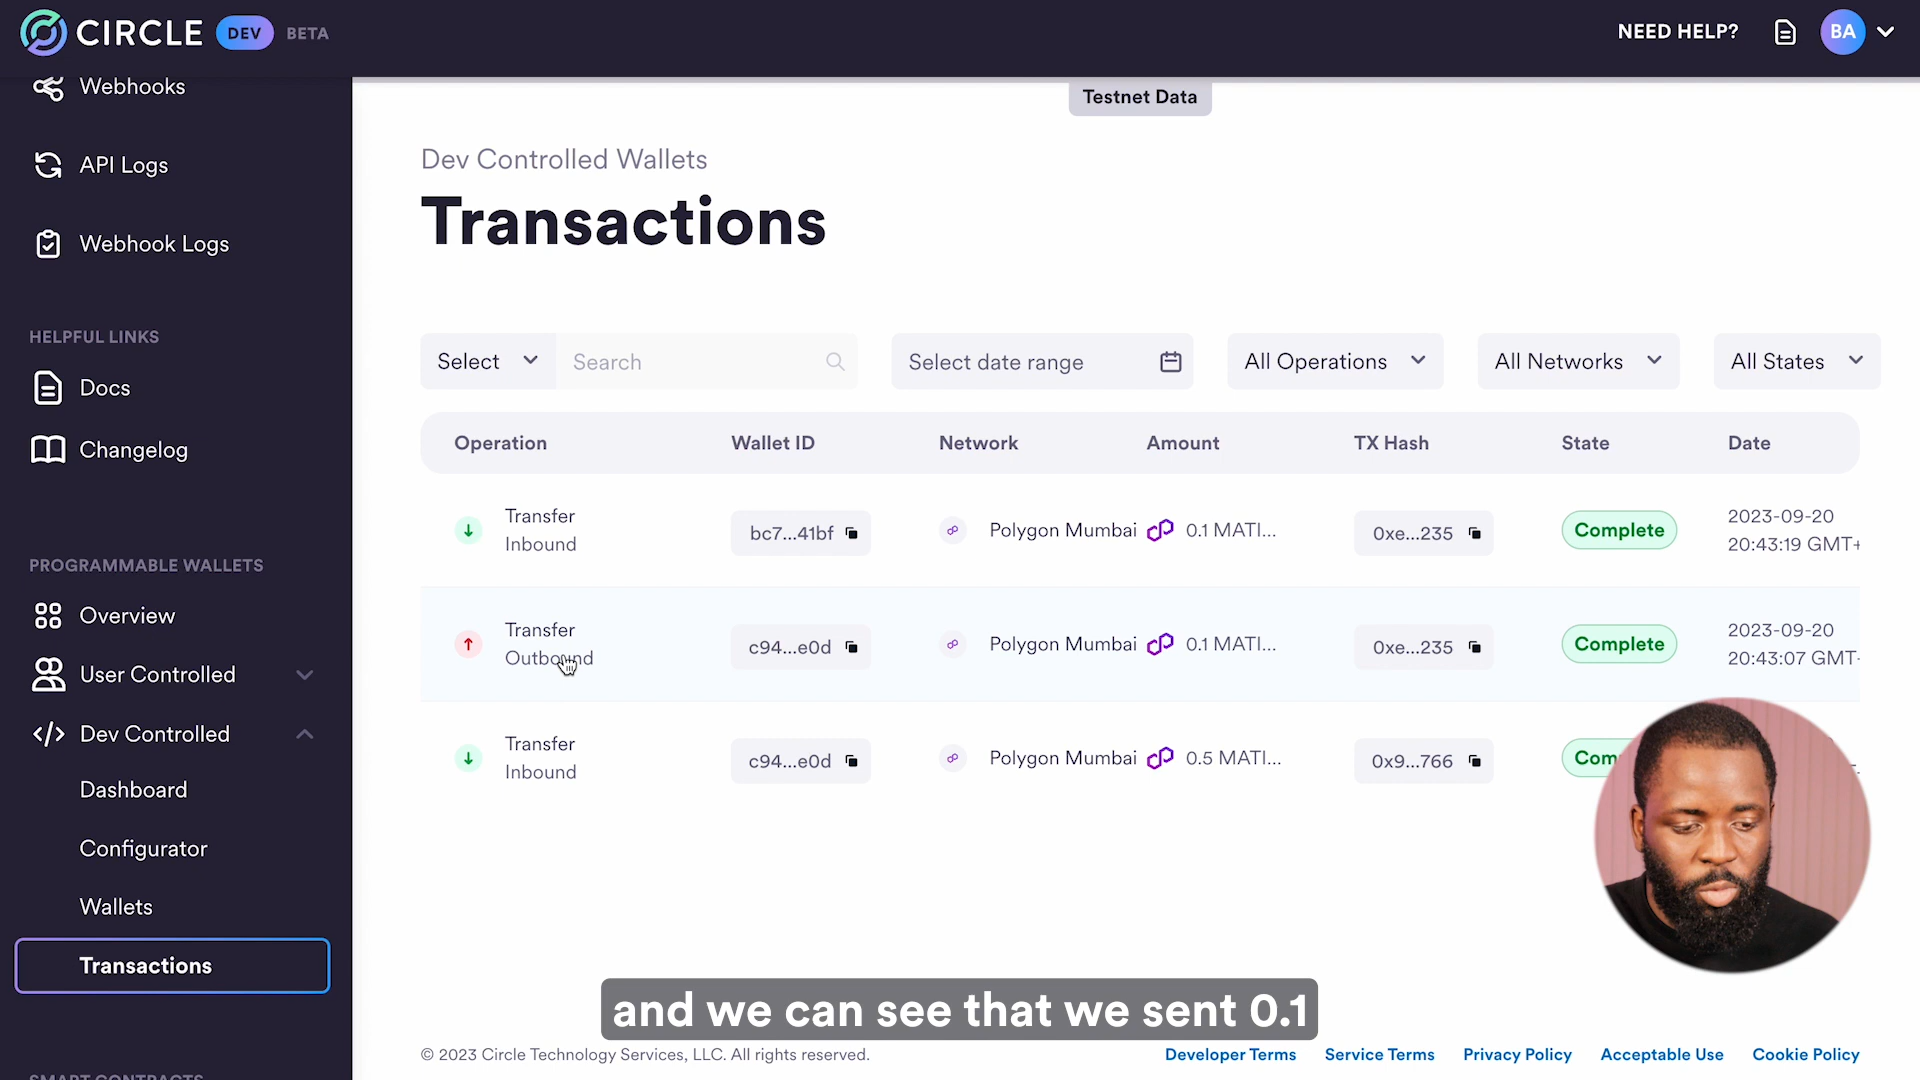 CIRCLE DEV BETA
NEED HELP? BA
Webhooks
API Logs
Webhook Logs
HELPFUL LINKS
Docs
Changelog
PROGRAMMABLE WALLETS
Overview
User Controlled
Dev Controlled
Dashboard
Configurator
Wallets
Transactions
SMART CONTRACTS
Testnet Data
Dev Controlled Wallets
Transactions
Select Search Select date range All Operations All Networks All States
Operation Wallet ID Network Amount TX Hash State Date
Transfer
Inbound
bc7...41bf Polygon Mumbai 0.1 MATI... 0xe...235 Complete
2023-09-20
20:43:19 GMT+
Transfer
Outbound
c94...e0d Polygon Mumbai 0.1 MATI... 0xe...235 Complete
2023-09-20
20:43:07 GMT-
Transfer
Inbound
c94...e0d Polygon Mumbai 0.5 MATI... 0x9...766
and we can see that we sent 0.1
© 2023 Circle Technology Services, LLC. All rights reserved.
Developer Terms Service Terms Privacy Policy Acceptable Use Cookie Policy